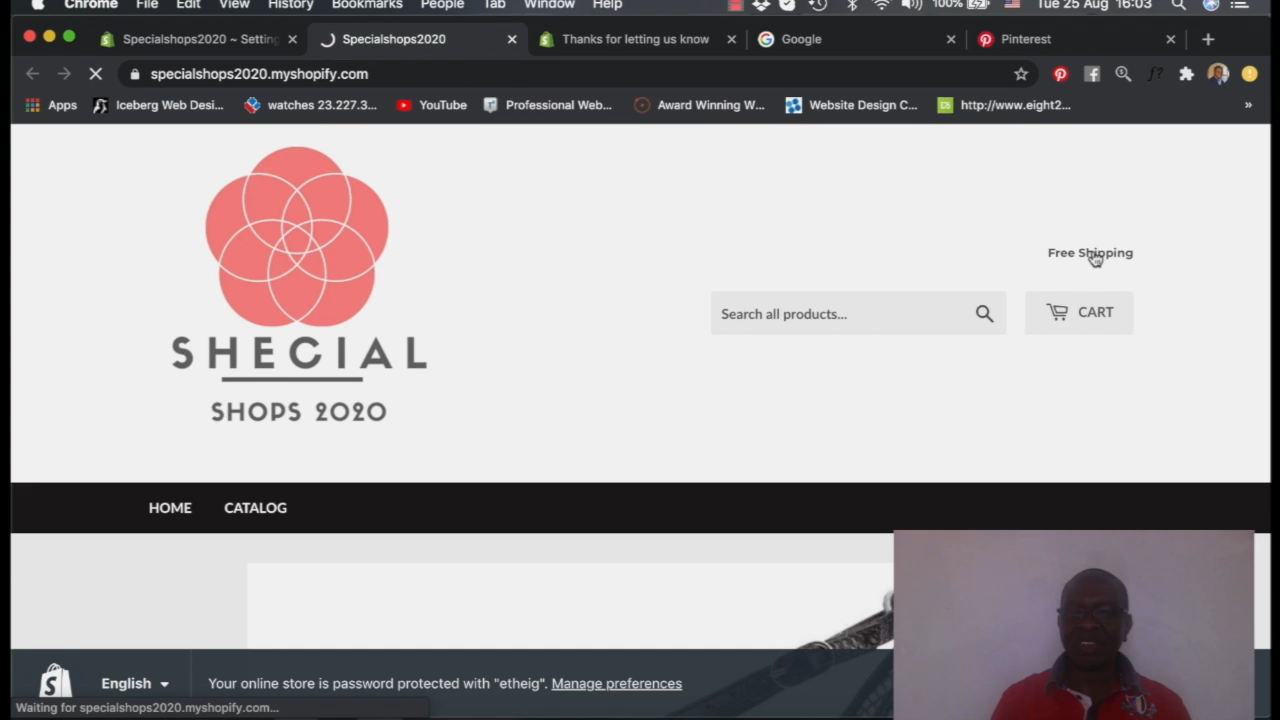 Chrome File Edit View History Bookmarks People Tab Window Help 100% Tue 25 Aug 16:03
Specialshops2020 ~ Setting Specialshops2020 Thanks for letting us know Google Pinterest
specialshops2020.myshopify.com
Apps Iceberg Web Desi... watches 23.227.3... YouTube Professional Web... Award Winning W... Website Design C... http://www.eight2...
Free Shipping
Search all products... CART
SHECIAL
SHOPS 2020
HOME CATALOG
English Your online store is password protected with "etheig". Manage preferences
Waiting for specialshops2020.myshopify.com...